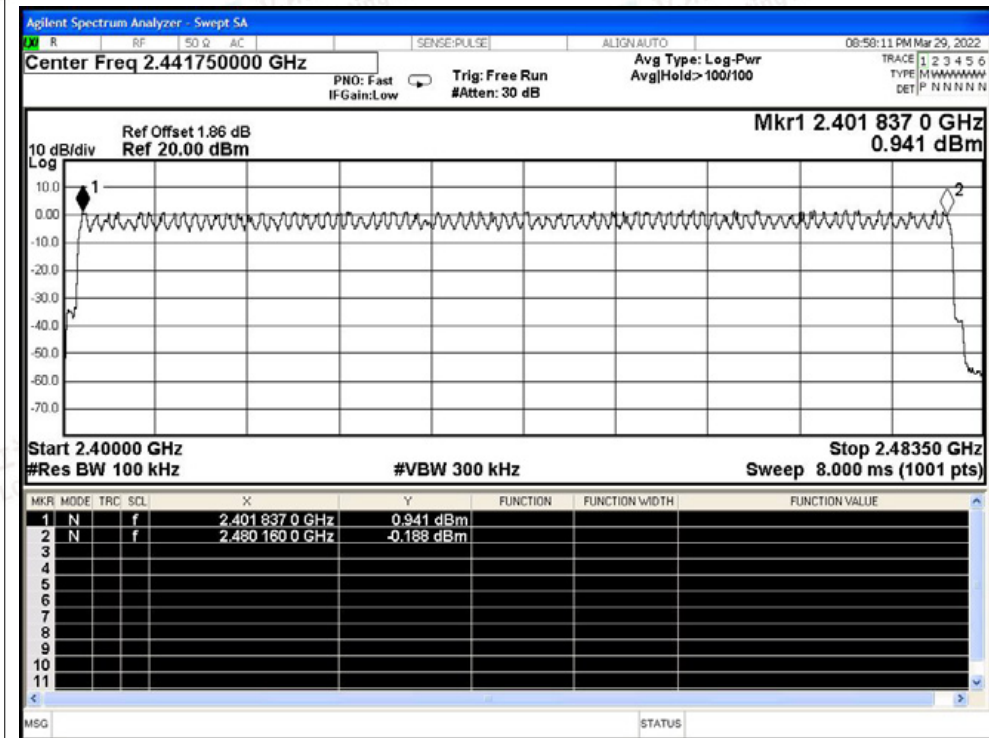 Agilent Spectrum Analyzer - Swept SA
LXI R RF 50 Ω AC SENSE:PULSE ALIGN AUTO 08:58:11 PM Mar 29, 2022
Center Freq 2.441750000 GHz Avg Type: Log-Pwr TRACE 1 2 3 4 5 6
PNO: Fast Trig: Free Run Avg|Hold:>100/100 TYPE M WWWWW
IFGain:Low #Atten: 30 dB DET P N N N N N
Mkr1 2.401 837 0 GHz
Ref Offset 1.86 dB
10 dB/div Ref 20.00 dBm 0.941 dBm
Log
10.0
1
2
0.00
-10.0
-20.0
-30.0
-40.0
-50.0
-60.0
-70.0
Start 2.40000 GHz Stop 2.48350 GHz
#Res BW 100 kHz #VBW 300 kHz Sweep 8.000 ms (1001 pts)
MKR MODE TRC SCL X Y FUNCTION FUNCTION WIDTH FUNCTION VALUE
1 N f 2.401 837 0 GHz 0.941 dBm
2 N f 2.480 160 0 GHz -0.188 dBm
3
4
5
6
7
8
9
10
11
MSG STATUS